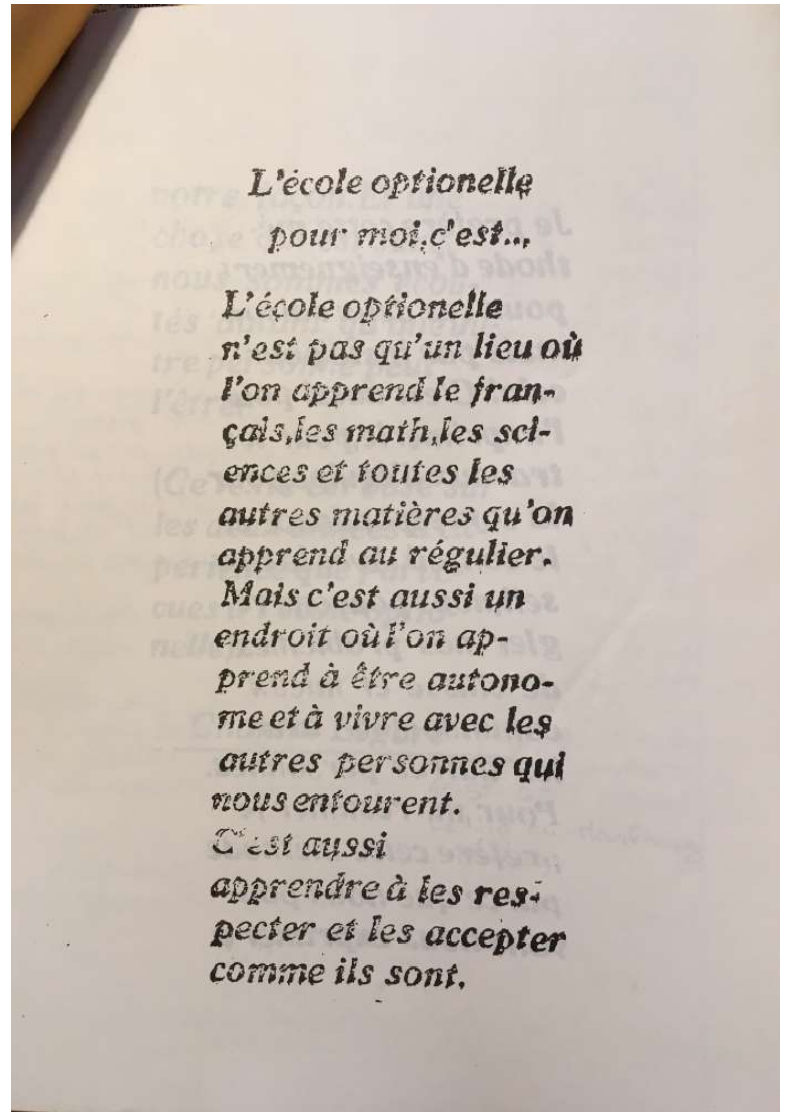 L'école optionelle
pour moi,c'est...
L'école optionelle
n'est pas qu'un lieu où
l'on apprend le fran-
çais,les math,les sci-
ences et toutes les
autres matières qu'on
apprend au régulier.
Mais c'est aussi un
endroit où l'on ap-
prend à être autono-
me et à vivre avec les
autres personnes qui
nous entourent.
C'est aussi
apprendre à les res-
pecter et les accepter
comme ils sont.